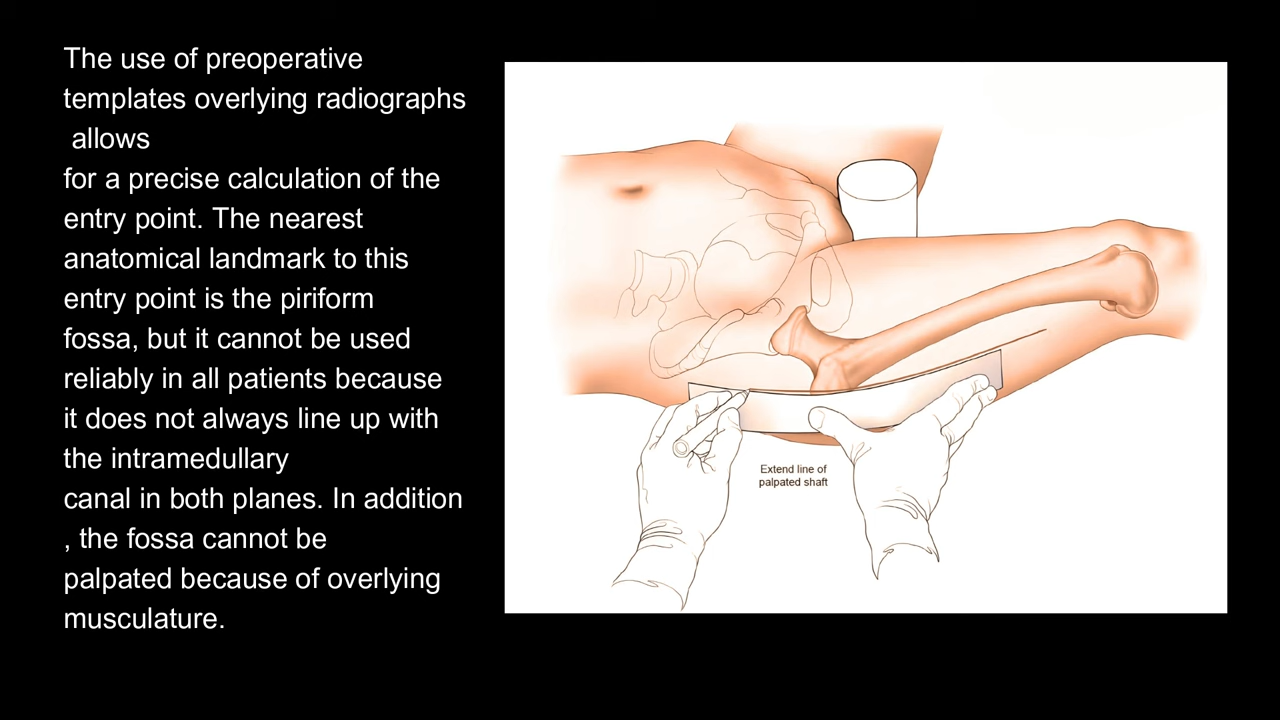 The use of preoperative
templates overlying radiographs
allows
for a precise calculation of the
entry point. The nearest
anatomical landmark to this
entry point is the piriform
fossa, but it cannot be used
reliably in all patients because
it does not always line up with
the intramedullary
canal in both planes. In addition
, the fossa cannot be
palpated because of overlying
musculature.
Extend line of
palpated shaft